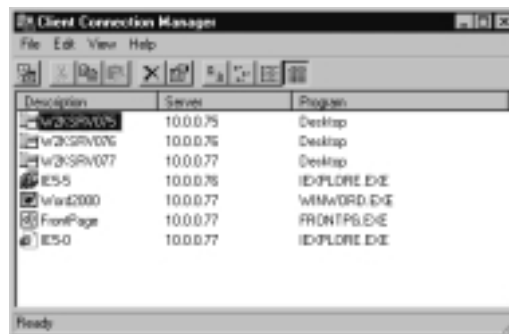 Client Connection Manager
File Edit View Help
Description Server Program
W2KSRV075 10.0.0.75 Desktop
W2KSRV076 10.0.0.76 Desktop
W2KSRV077 10.0.0.77 Desktop
IE5-5 10.0.0.76 IEXPLORE.EXE
Word2000 10.0.0.77 WINWORD.EXE
FrontPage 10.0.0.77 FRONTPG.EXE
IE5-0 10.0.0.77 IEXPLORE.EXE
Ready